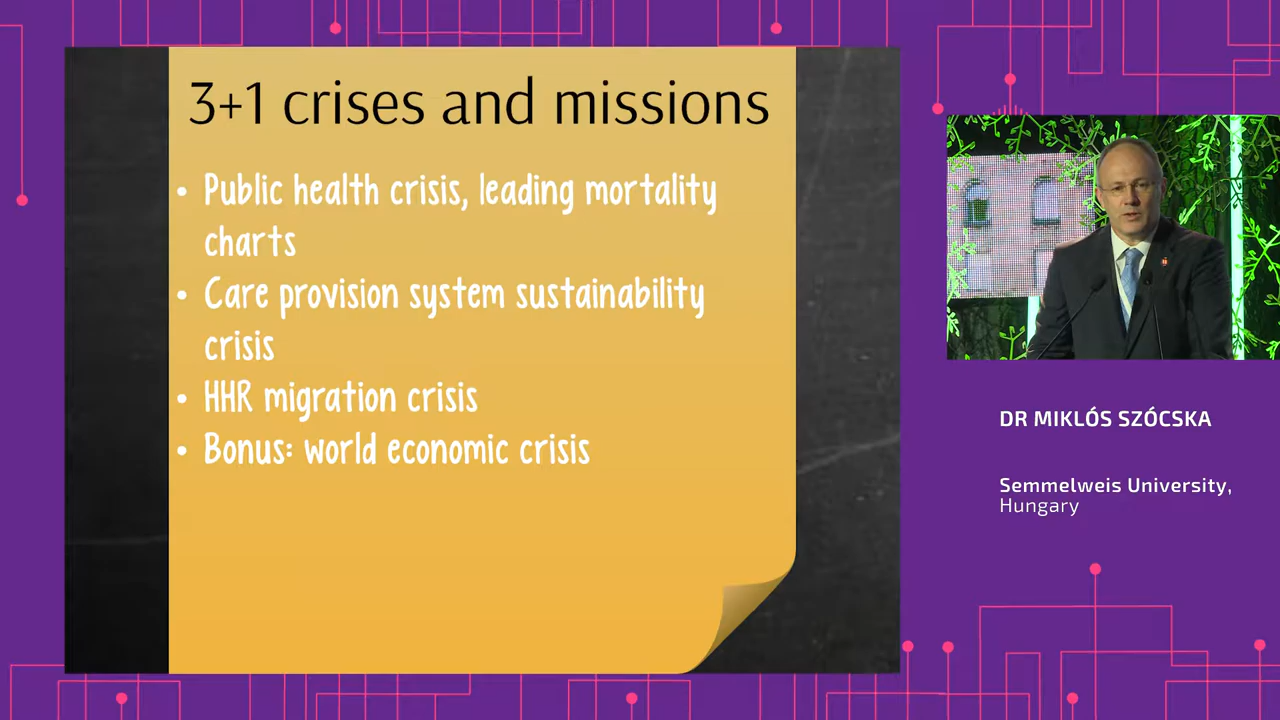 3+1 crises and missions
• Public health crisis, leading mortality
charts
• Care provision system sustainability
crisis
• HHR migration crisis
• Bonus: world economic crisis
DR MIKLÓS SZÓCSKA
Semmelweis University,
Hungary